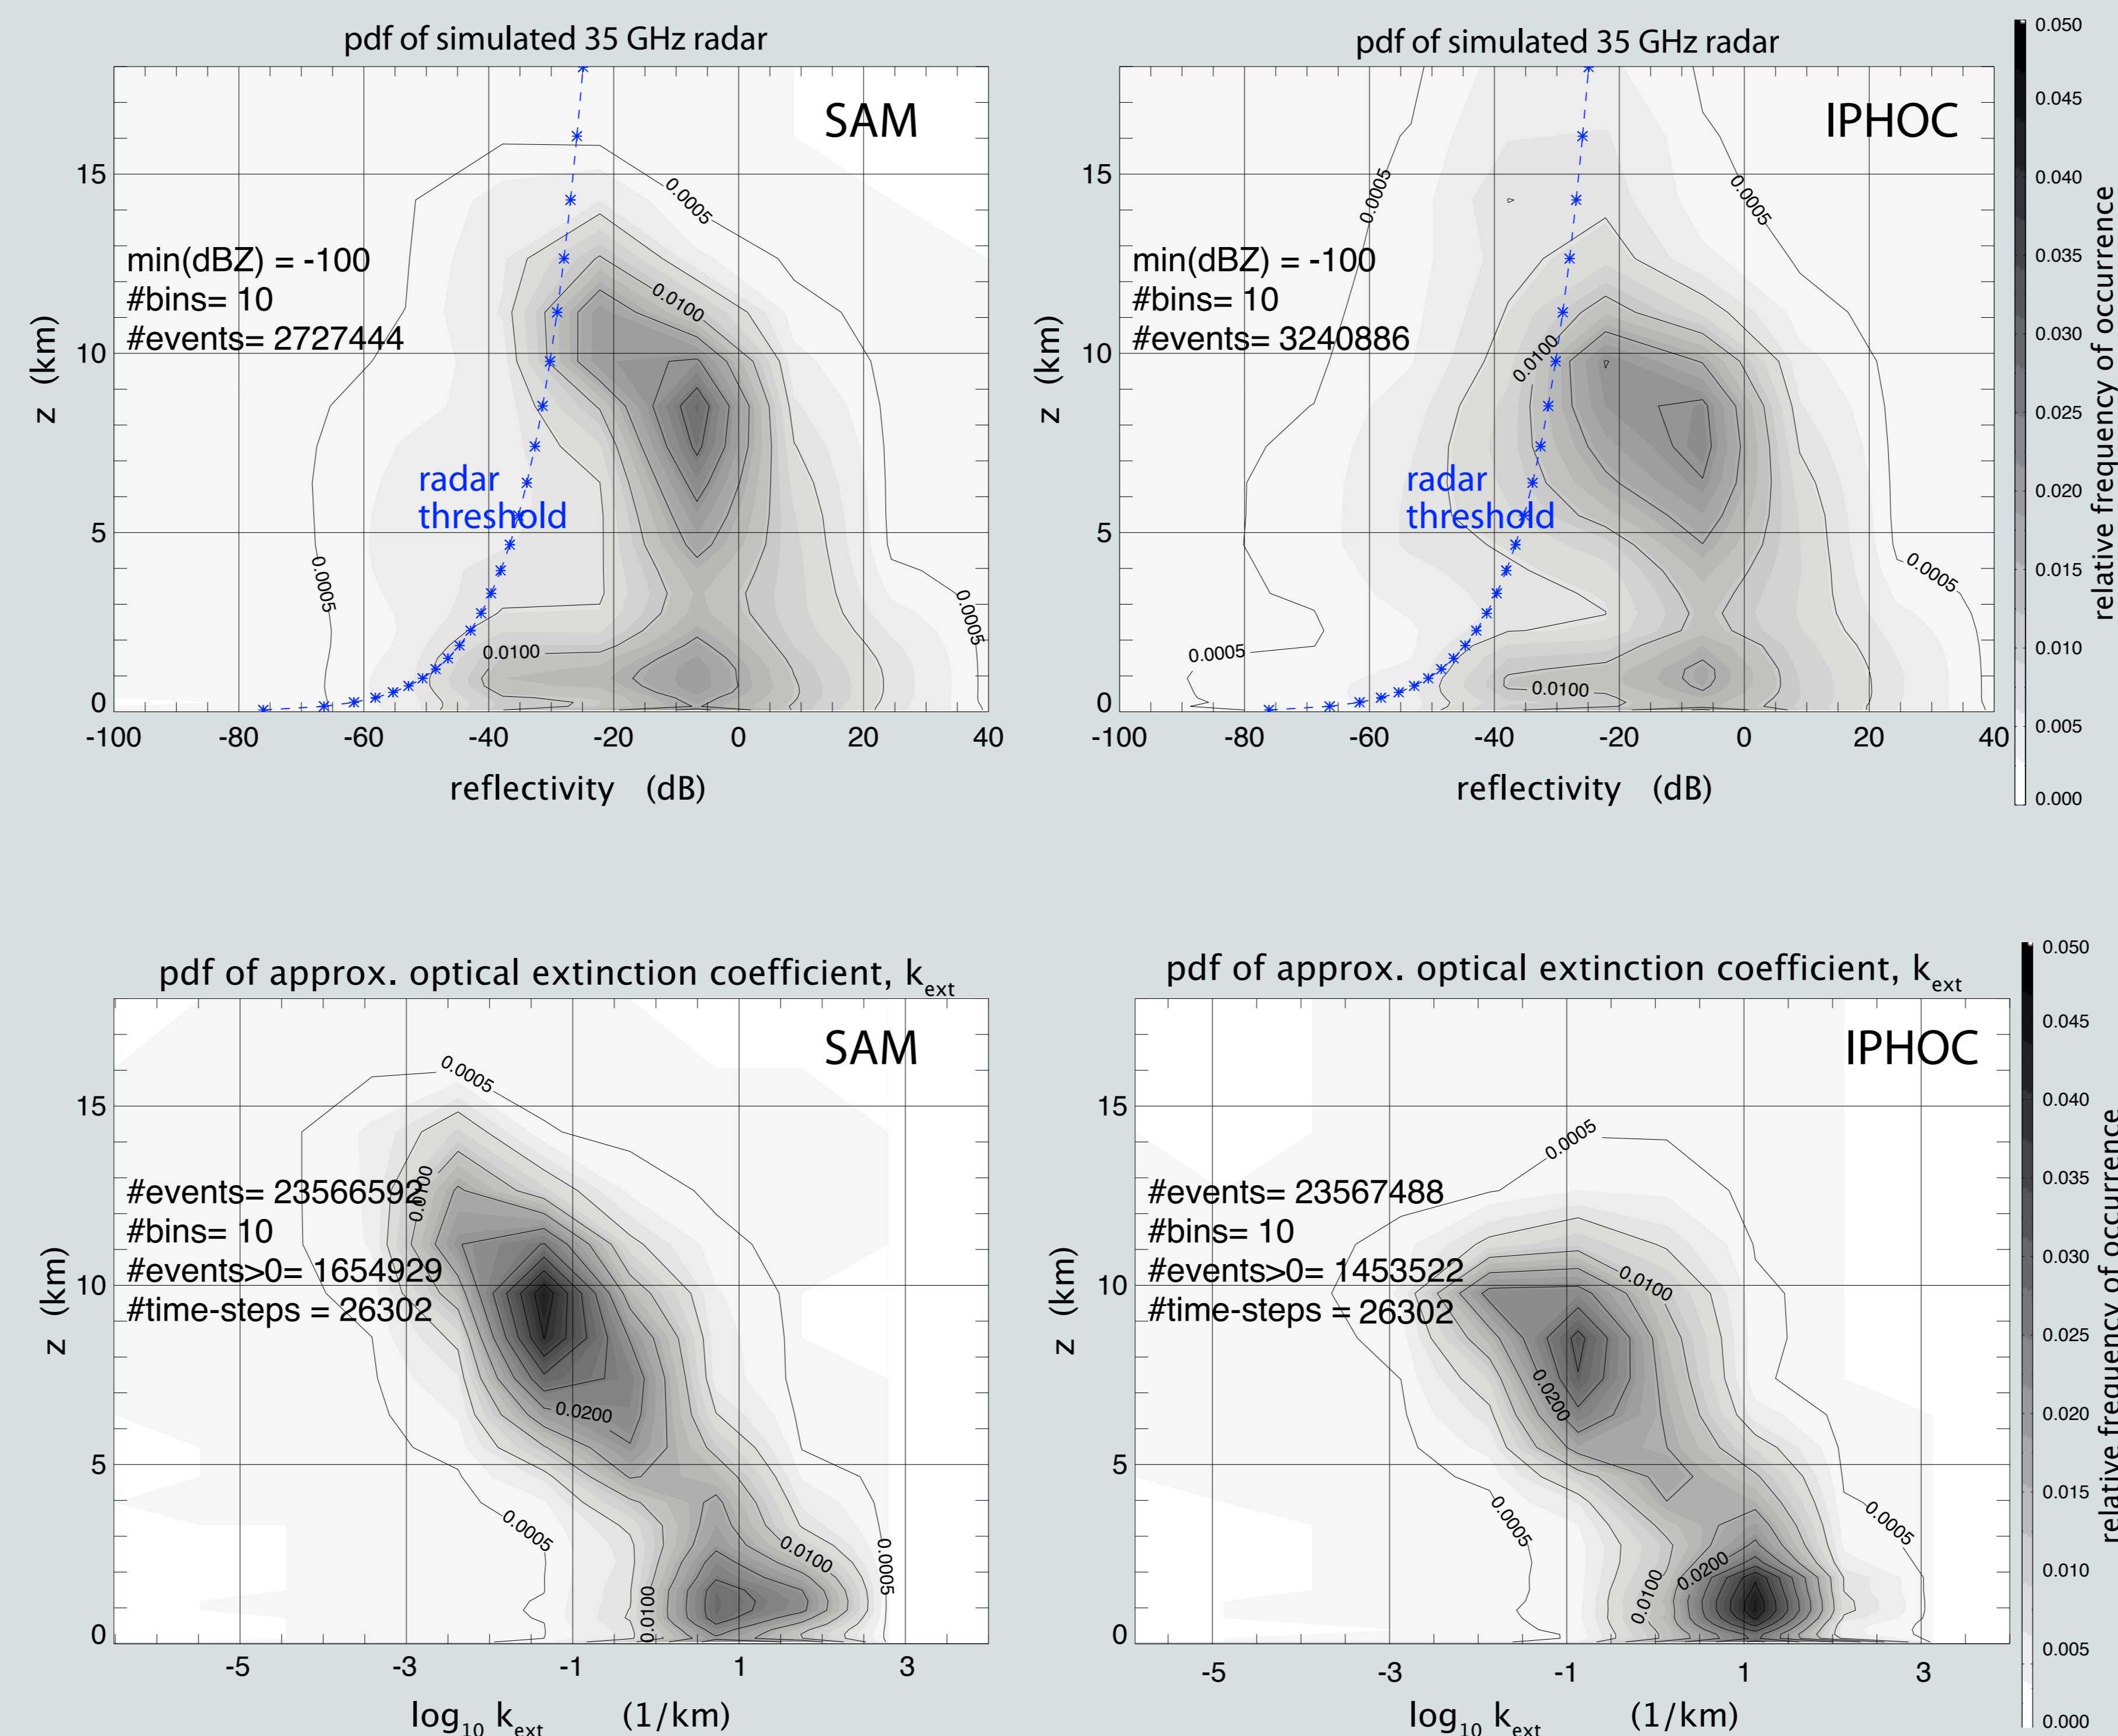 pdf of simulated 35 GHz radar
SAM
min(dBZ) = -100
#bins= 10
#events= 2727444
0.0005
0.0100
radar
threshold
0.0005
0.0100
0.0005
15
10
5
0
z (km)
-100 -80 -60 -40 -20 0 20 40
reflectivity (dB)
pdf of simulated 35 GHz radar
IPHOC
min(dBZ) = -100
#bins= 10
#events= 3240886
0.0005
0.0005
0.0100
radar
threshold
0.0005
0.0005
0.0100
15
10
5
0
z (km)
-100 -80 -60 -40 -20 0 20 40
reflectivity (dB)
0.050
0.045
0.040
0.035
0.030
0.025
0.020
0.015
0.010
0.005
0.000
relative frequency of occurrence
pdf of approx. optical extinction coefficient, kext
SAM
0.0005
0.0100
#events= 23566592
#bins= 10
#events>0= 1654929
#time-steps = 26302
0.0200
0.0005
0.0100
0.0005
0.0100
15
10
5
0
z (km)
-5 -3 -1 1 3
log10 kext (1/km)
pdf of approx. optical extinction coefficient, kext
IPHOC
0.0005
#events= 23567488
#bins= 10
#events>0= 1453522
#time-steps = 26302
0.0100
0.0200
0.0005
0.0005
0.0200
0.0100
15
10
5
0
z (km)
-5 -3 -1 1 3
log10 kext (1/km)
0.050
0.045
0.040
0.035
0.030
0.025
0.020
0.015
0.010
0.005
0.000
relative frequency of occurrence